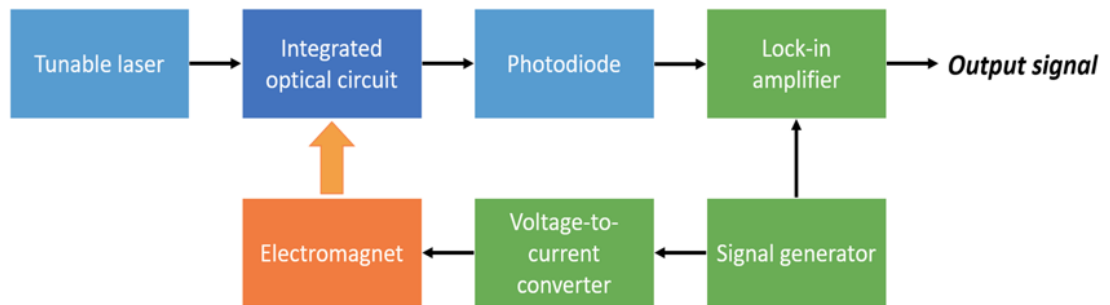 Tunable laser
Integrated
optical circuit
Photodiode
Lock-in
amplifier
Output signal
Electromagnet
Voltage-to-
current
converter
Signal generator